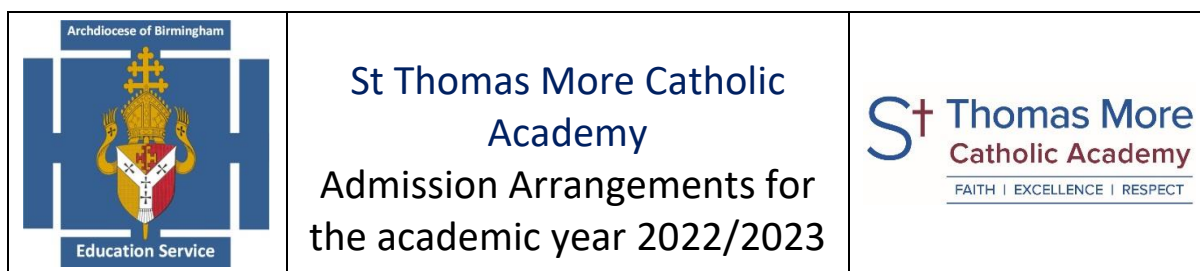 Archdiocese of Birmingham
Education Service
St Thomas More Catholic
Academy
Admission Arrangements for
the academic year 2022/2023
St Thomas More
Catholic Academy
FAITH | EXCELLENCE | RESPECT